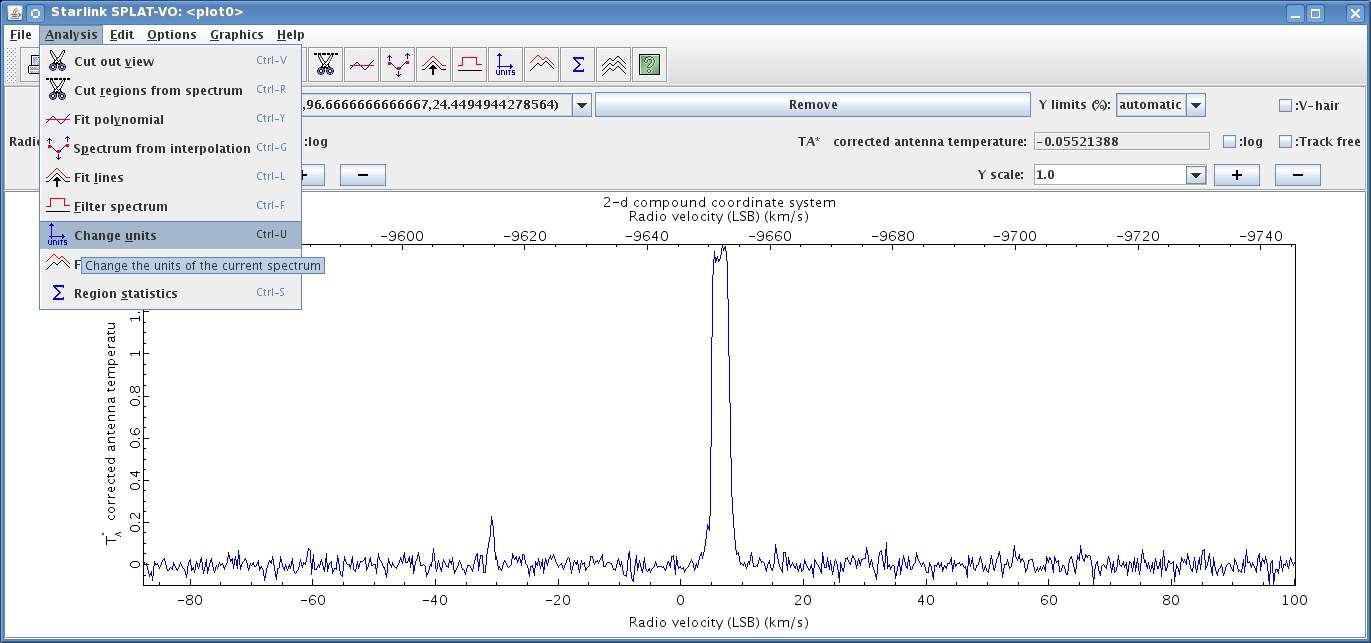 Starlink SPLAT-VO: <plot0>
File Analysis Edit Options Graphics Help
Cut out view Ctrl-V
Cut regions from spectrum Ctrl-R
Fit polynomial Ctrl-Y
Spectrum from interpolation Ctrl-G
Fit lines Ctrl-L
Filter spectrum Ctrl-F
Change units Ctrl-U
F
Change the units of the current spectrum
Region statistics Ctrl-S
UNITS
?
,96.6666666666667,24.4494944278564) Remove Y limits (%): automatic :V-hair
Radio :log TA* corrected antenna temperature: -0.05521388 :log :Track free
+ − Y scale: 1.0 + −
2-d compound coordinate system
Radio velocity (LSB) (km/s)
-9600 -9620 -9640 -9660 -9680 -9700 -9720 -9740
T_A* corrected antenna temperatu
1.
1
0.8
0.6
0.4
0.2
0
-80 -60 -40 -20 0 20 40 60 80 100
Radio velocity (LSB) (km/s)